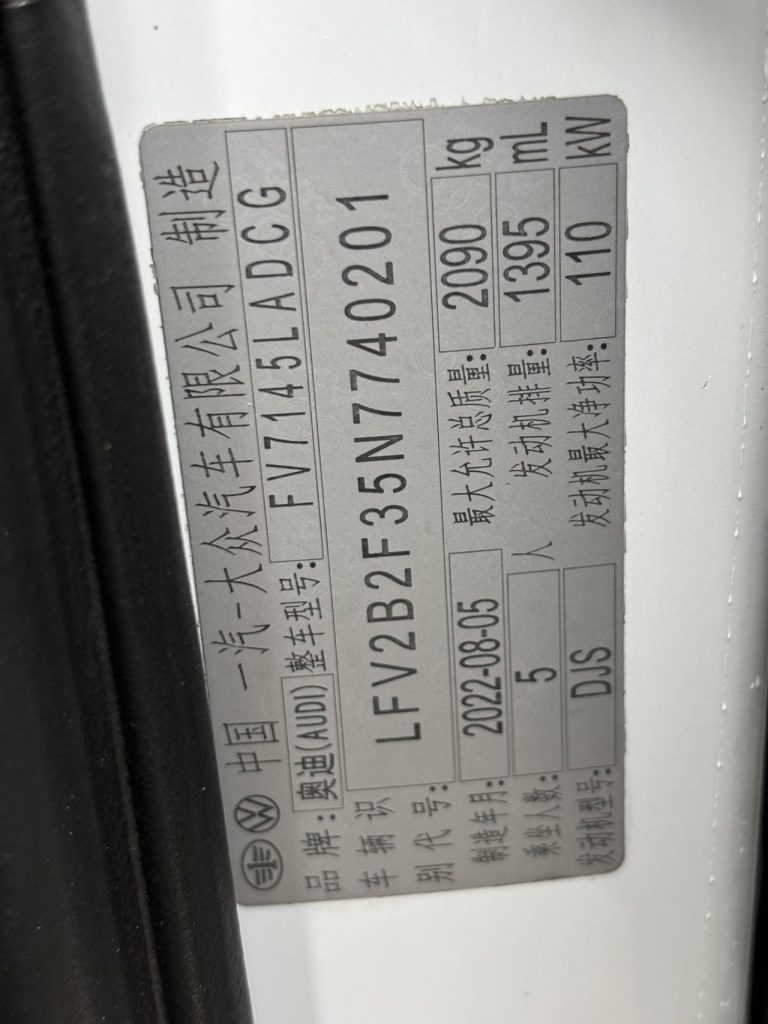 中国 一汽-大众汽车有限公司 制造
品牌: 奥迪(AUDI) 整车型号: FV7145LADCG
车辆识别代号: LFV2B2F35N7740201
制造年月: 2022-08-05 最大允许总质量: 2090 kg
乘坐人数: 5 人 发动机排量: 1395 mL
发动机型号: DJS 发动机最大净功率: 110 kW